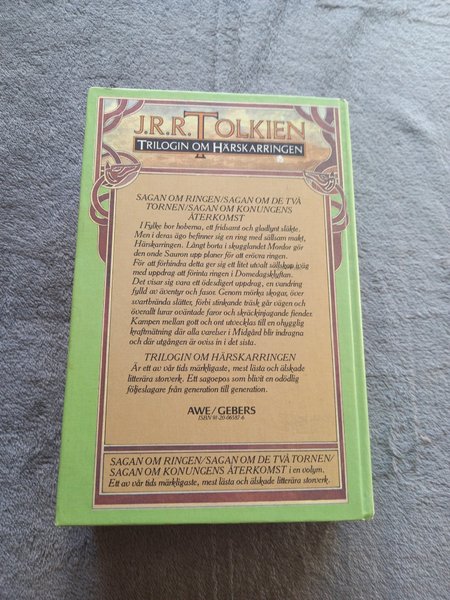 J.R.R. TOLKIEN
TRILOGIN OM HÄRSKARRINGEN
SAGAN OM RINGEN/SAGAN OM DE TVÅ
TORNEN/SAGAN OM KONUNGENS
ÅTERKOMST
I Fylke bor hoberna, ett fridsamt och gladlynt släkte.
Men i deras ägo befinner sig en ring med sällsam makt,
Härskarringen. Långt borta i skugglandet Mordor gör
den onde Sauron upp planer för att erövra ringen.
För att förhindra detta ger sig ett litet utvalt sällskap iväg
med uppdrag att förinta ringen i Domedagsklyftan.
Det visar sig vara ett ödesdigert uppdrag, en vandring
fylld av äventyr och fasor. Genom mörka skogar, över
svartbrända slätter, förbi stinkande träsk går vägen och
överallt lurar oväntade faror och skräckinjagande fiender.
Kampen mellan gott och ont utvecklas till en ohygglig
kraftmätning där alla varelser i Midgård blir indragna
och där utgången är oviss in i det sista.
TRILOGIN OM HÄRSKARRINGEN
Är ett av vår tids märkligaste, mest lästa och älskade
litterära storverk. Ett sagoepos som blivit en odödlig
följeslagare från generation till generation.
AWE/GEBERS
ISBN 91-20-06587-6
SAGAN OM RINGEN/SAGAN OM DE TVÅ TORNEN/
SAGAN OM KONUNGENS ÅTERKOMST i en volym.
Ett av vår tids märkligaste, mest lästa och älskade litterära storverk.